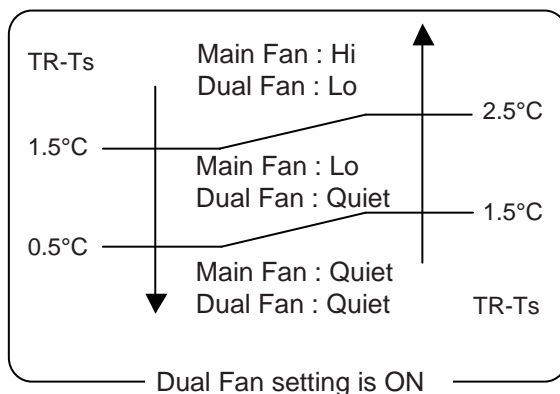 TR-Ts
Main Fan : Hi
Dual Fan : Lo
2.5°C
1.5°C
Main Fan : Lo
Dual Fan : Quiet
1.5°C
0.5°C
Main Fan : Quiet
Dual Fan : Quiet
TR-Ts
Dual Fan setting is ON